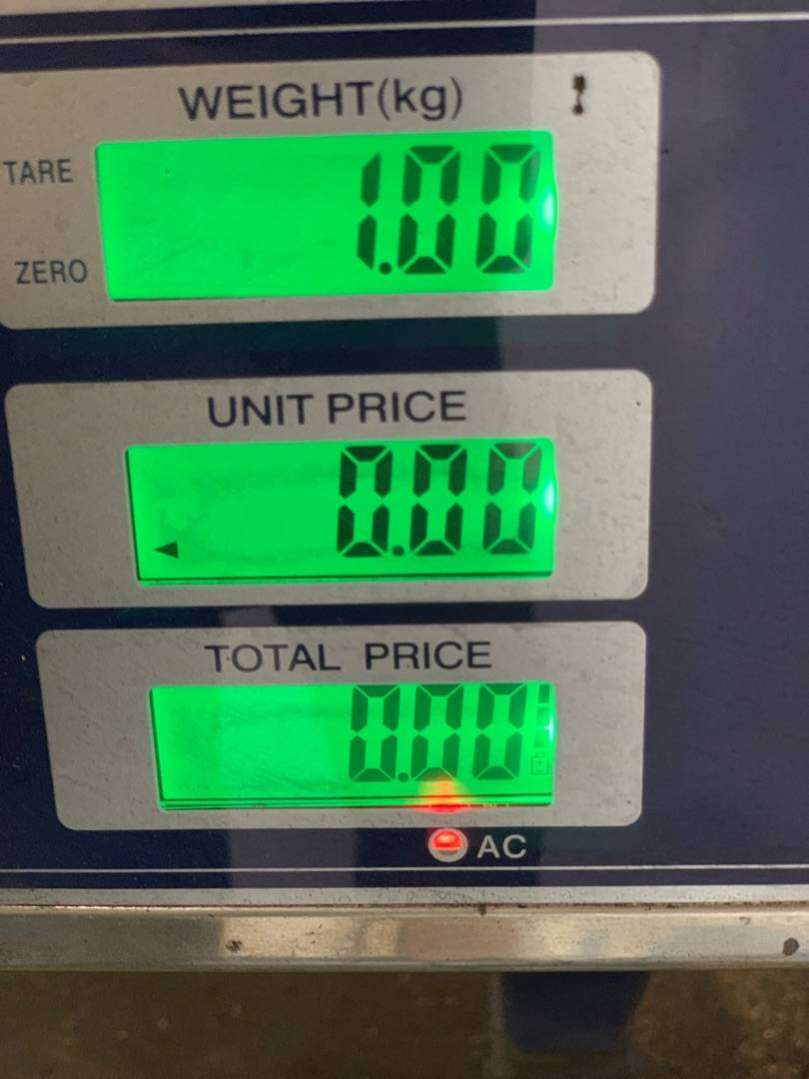 WEIGHT(kg)
TARE
1.00
ZERO
UNIT PRICE
0.00
TOTAL PRICE
0.00
AC